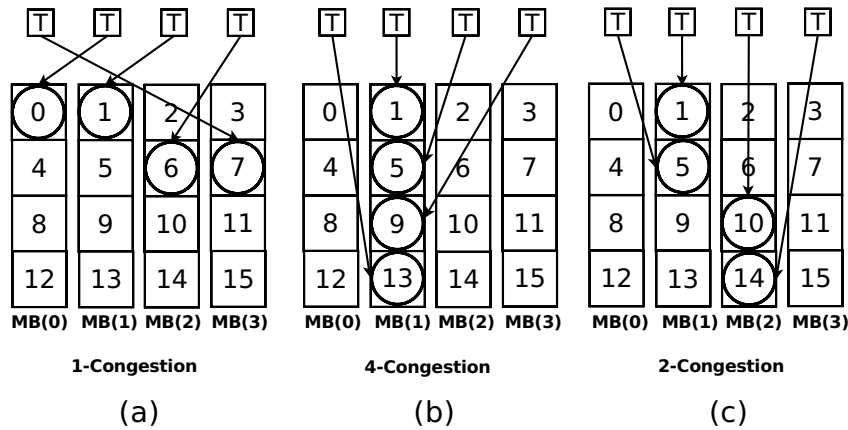 T T T T T T T T T T T T
0 1 2 3 0 1 2 3 0 1 2 3
4 5 6 7 4 5 6 7 4 5 6 7
8 9 10 11 8 9 10 11 8 9 10 11
12 13 14 15 12 13 14 15 12 13 14 15
MB(0) MB(1) MB(2) MB(3) MB(0) MB(1) MB(2) MB(3) MB(0) MB(1) MB(2) MB(3)
1-Congestion 4-Congestion 2-Congestion
(a) (b) (c)